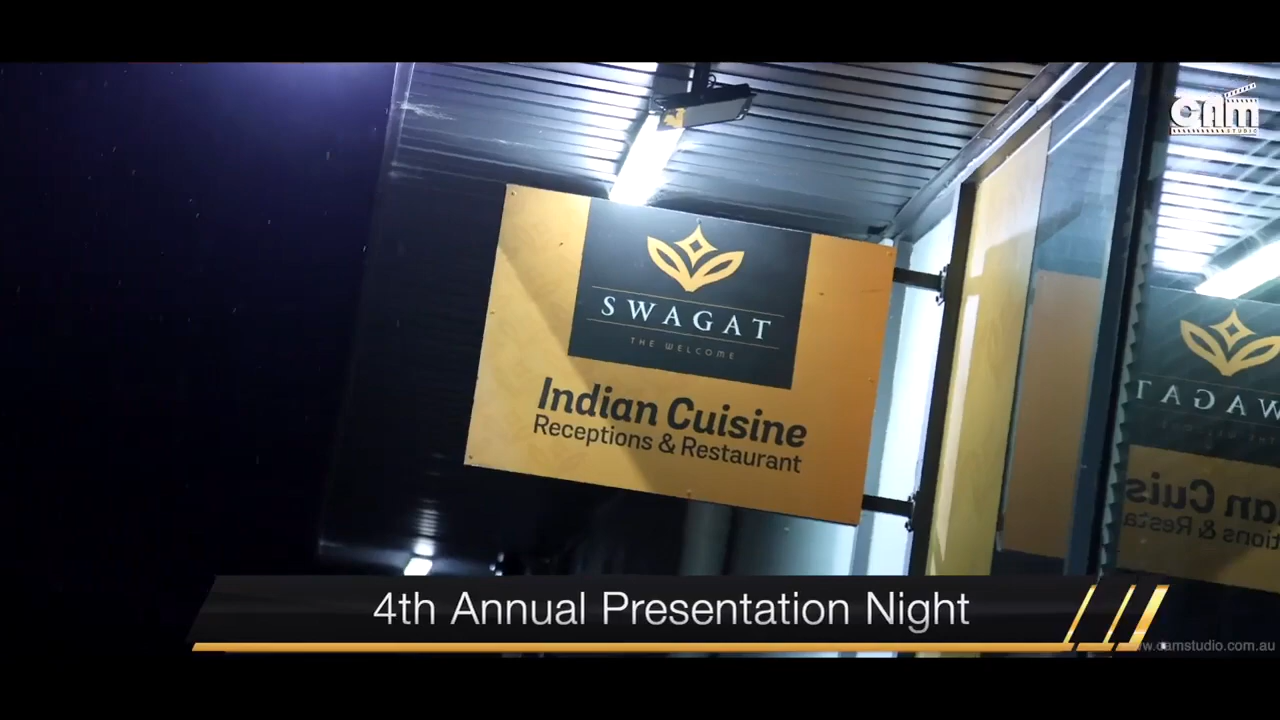 CAM
STUDIO
SWAGAT
THE WELCOME
Indian Cuisine
Receptions & Restaurant
4th Annual Presentation Night
www.camstudio.com.au